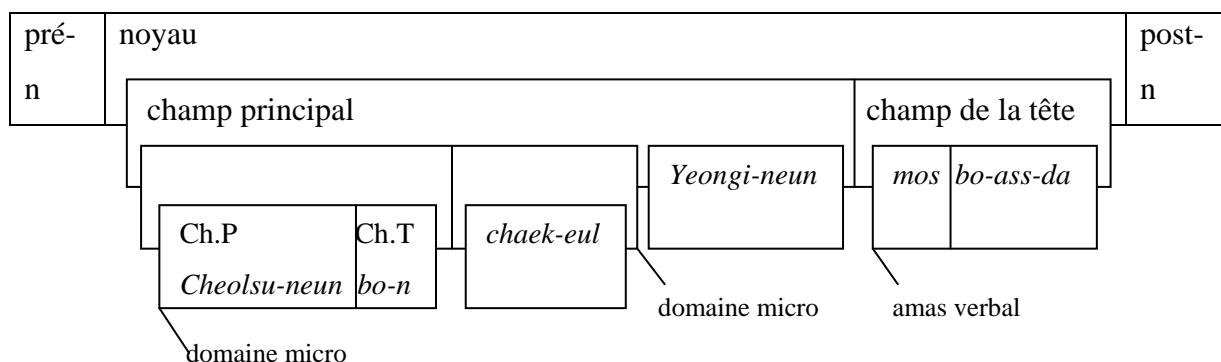 pré- noyau post-
n n
champ principal champ de la tête
Yeongi-neun mos bo-ass-da
Ch.P Ch.T chaek-eul
Cheolsu-neun bo-n
domaine micro amas verbal
domaine micro